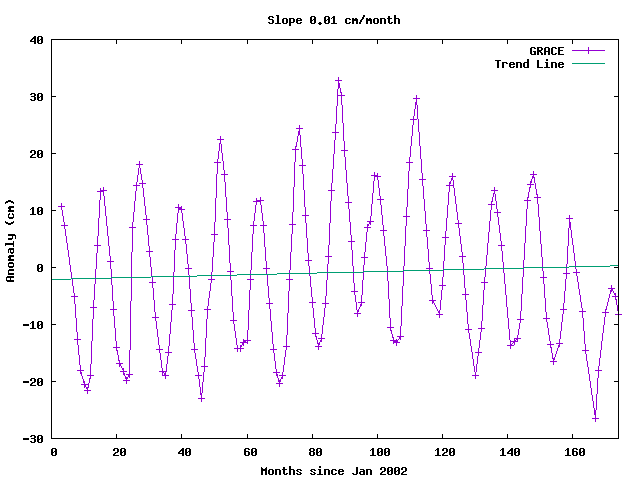 Slope 0.01 cm/month
GRACE
Trend Line
Anomaly (cm)
40
30
20
10
0
-10
-20
-30
0 20 40 60 80 100 120 140 160
Months since Jan 2002